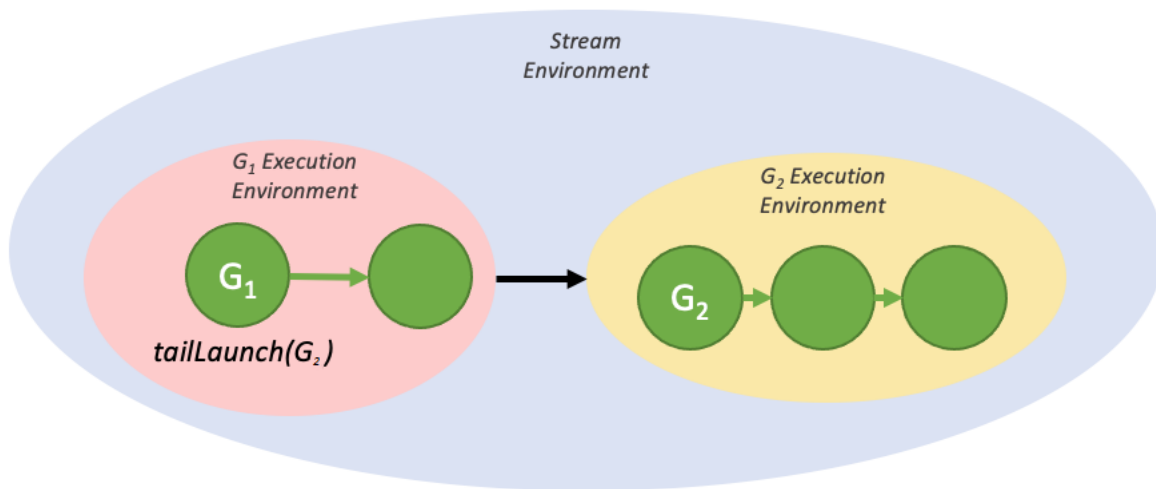 Stream
Environment
G₁ Execution
Environment
G₂ Execution
Environment
G₁
G₂
tailLaunch(G₂)